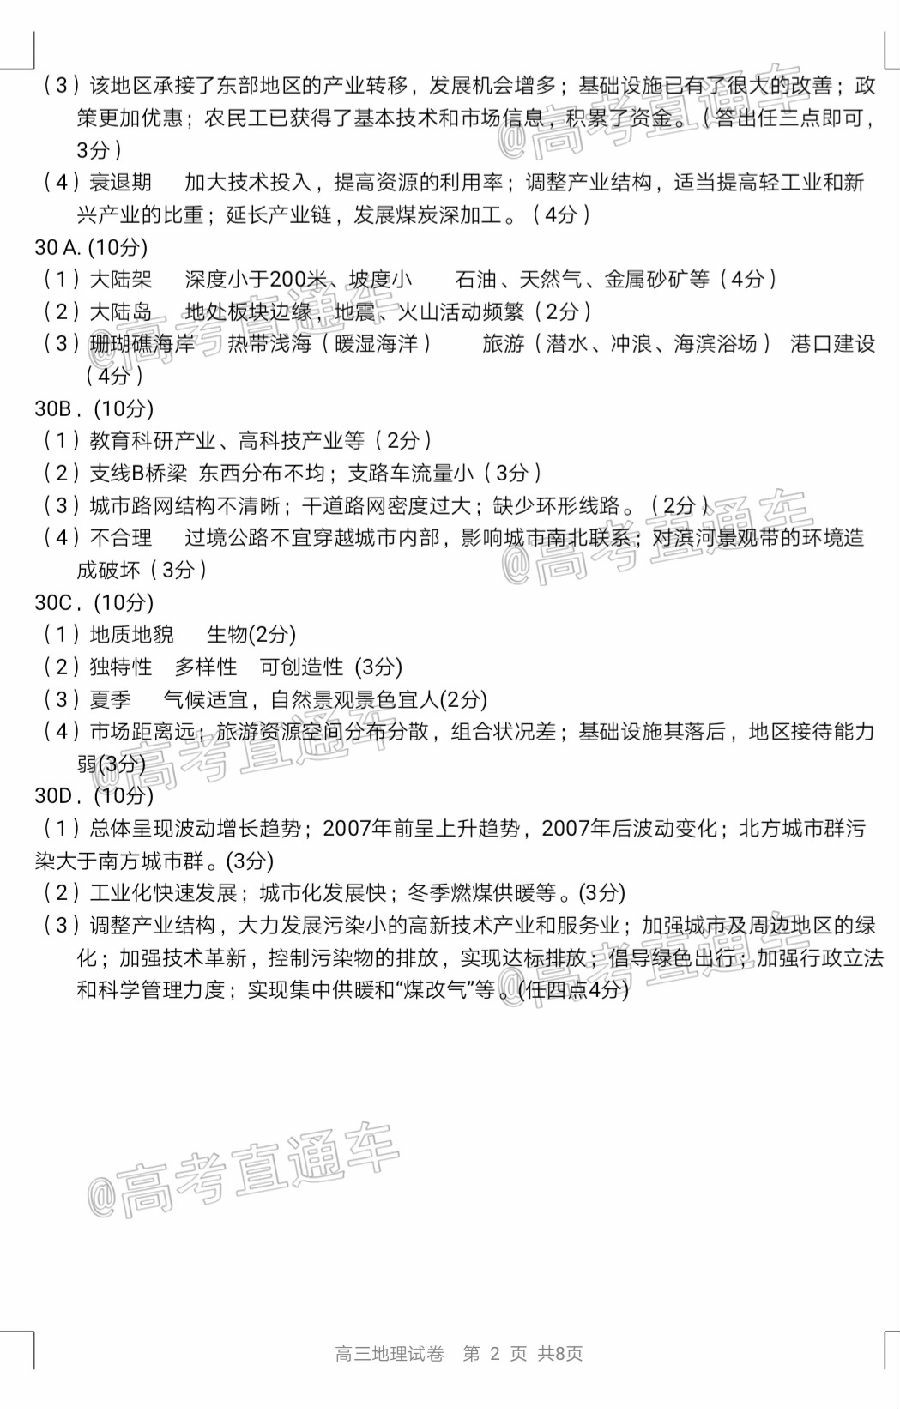 （3）该地区承接了东部地区的产业转移，发展机会增多；基础设施已有了很大的改善；政
策更加优惠；农民工已获得了基本技术和市场信息，积累了资金。（答出任三点即可，
3分）
（4）衰退期 加大技术投入，提高资源的利用率；调整产业结构，适当提高轻工业和新
兴产业的比重；延长产业链，发展煤炭深加工。（4分）
@高考直通车
30 A. (10分)
（1）大陆架 深度小于200米、坡度小 石油、天然气、金属砂矿等（4分）
（2）大陆岛 地处板块边缘，地震、火山活动频繁（2分）
（3）珊瑚礁海岸 热带浅海（暖湿海洋） 旅游（潜水、冲浪、海滨浴场） 港口建设
（4分）
@高考直通车
30B．(10分)
（1）教育科研产业、高科技产业等（2分）
（2）支线B桥梁 东西分布不均；支路车流量小（3分）
（3）城市路网结构不清晰；干道路网密度过大；缺少环形线路。（2分）
（4）不合理 过境公路不宜穿越城市内部，影响城市南北联系；对滨河景观带的环境造
成破坏（3分）
@高考直通车
30C．(10分)
（1）地质地貌 生物(2分)
（2）独特性 多样性 可创造性 (3分)
（3）夏季 气候适宜，自然景观景色宜人(2分)
（4）市场距离远；旅游资源空间分布分散，组合状况差；基础设施其落后，地区接待能力
弱(3分)
@高考直通车
30D．(10分)
（1）总体呈现波动增长趋势；2007年前呈上升趋势，2007年后波动变化；北方城市群污
染大于南方城市群。(3分)
（2）工业化快速发展；城市化发展快；冬季燃煤供暖等。(3分)
（3）调整产业结构，大力发展污染小的高新技术产业和服务业；加强城市及周边地区的绿
化；加强技术革新，控制污染物的排放，实现达标排放；倡导绿色出行；加强行政立法
和科学管理力度；实现集中供暖和“煤改气”等。(任四点4分)
@高考直通车
@高考直通车
高三地理试卷 第 2 页 共8页